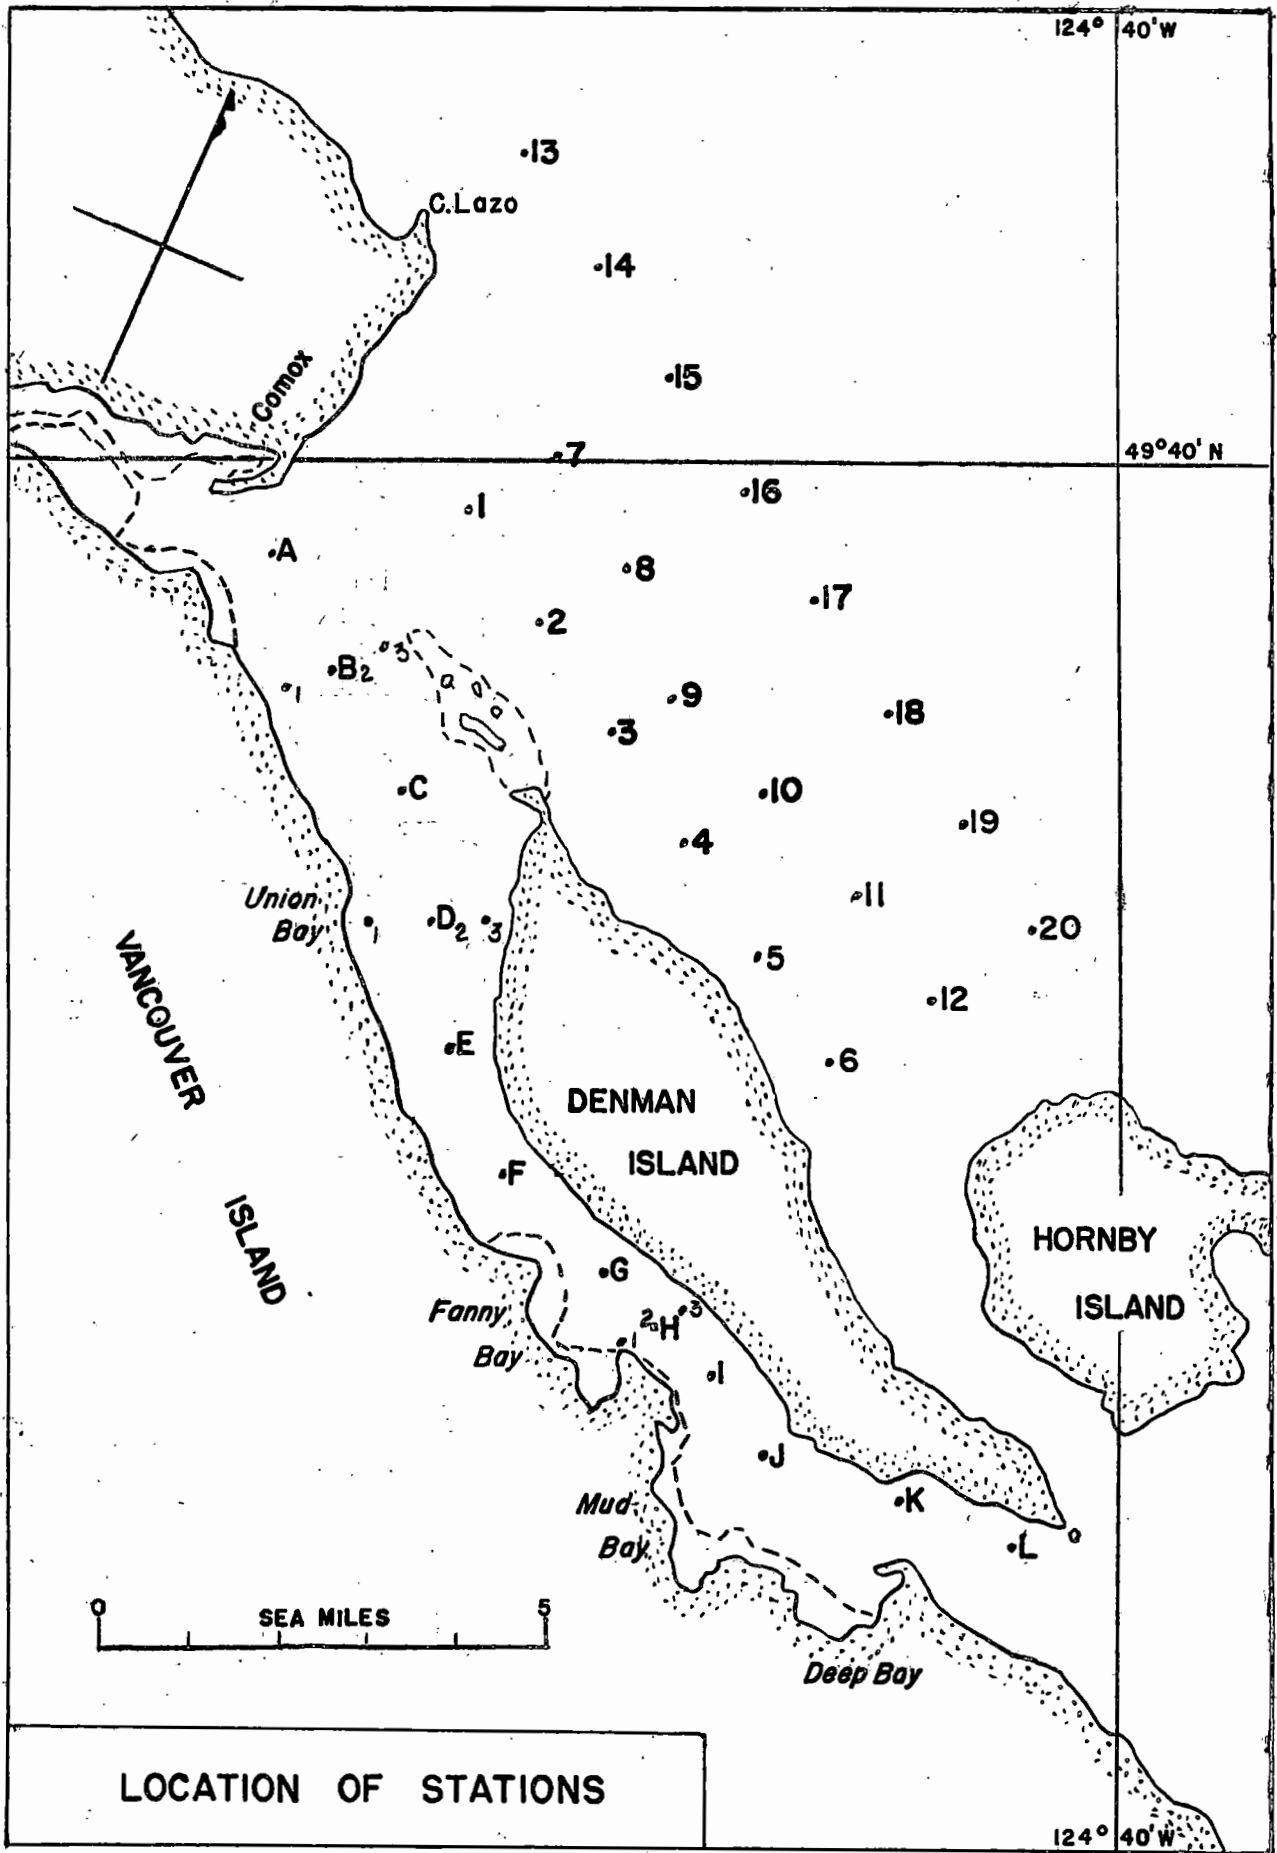 124° 40'W
13
C. Lazo
14
15
Comox
7
49°40' N
16
1
A
8
17
2
3
B2
1
9
18
3
C
10
19
4
11
Union
Bay
1
D2
3
20
5
12
VANCOUVER
ISLAND
E
6
DENMAN
ISLAND
F
HORNBY
ISLAND
G
Fanny
Bay
2 H 3
1
I
J
K
Mud
Bay
L
0 5
SEA MILES
Deep Bay
LOCATION OF STATIONS
124° 40'W